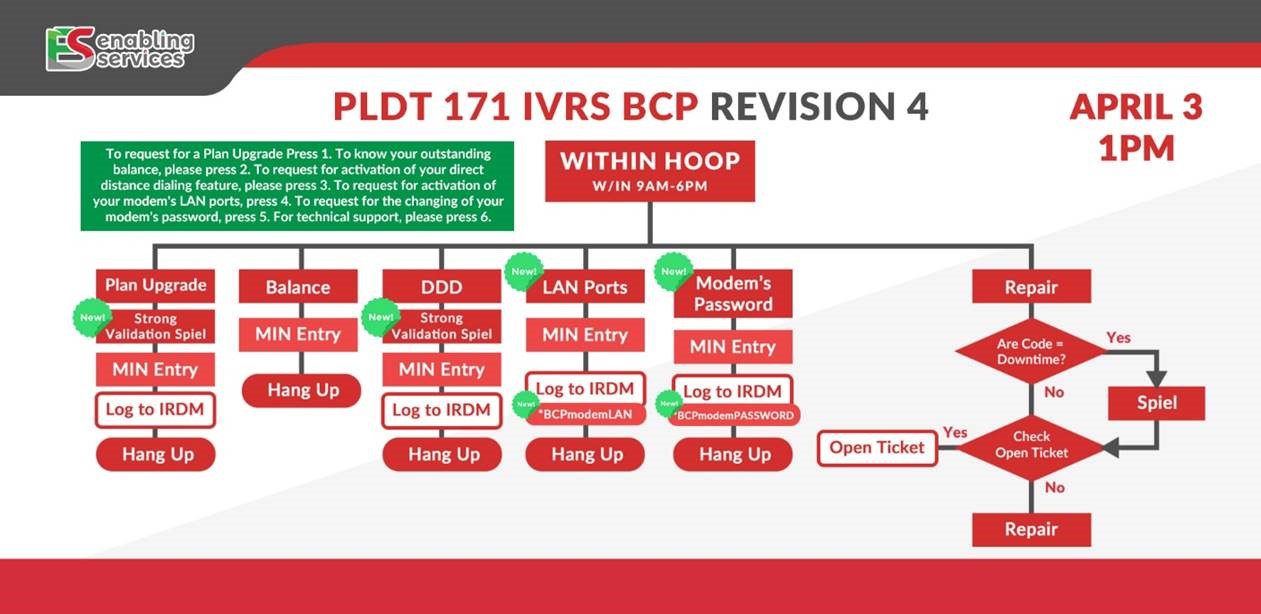 ES enabling
services
PLDT 171 IVRS BCP REVISION 4
APRIL 3
1PM
To request for a Plan Upgrade Press 1. To know your outstanding
balance, please press 2. To request for activation of your direct
distance dialing feature, please press 3. To request for activation of
your modem's LAN ports, press 4. To request for the changing of your
modem's password, press 5. For technical support, please press 6.
WITHIN HOOP
W/IN 9AM-6PM
Plan Upgrade
New!
Strong
Validation Spiel
MIN Entry
Log to IRDM
Hang Up
Balance
MIN Entry
Hang Up
DDD
New!
Strong
Validation Spiel
MIN Entry
Log to IRDM
Hang Up
New!
LAN Ports
MIN Entry
Log to IRDM
New!
*BCPmodemLAN
Hang Up
New!
Modem's
Password
MIN Entry
Log to IRDM
New!
*BCPmodemPASSWORD
Hang Up
Repair
Are Code =
Downtime?
Yes
No
Spiel
Check
Open Ticket
Yes
Open Ticket
No
Repair